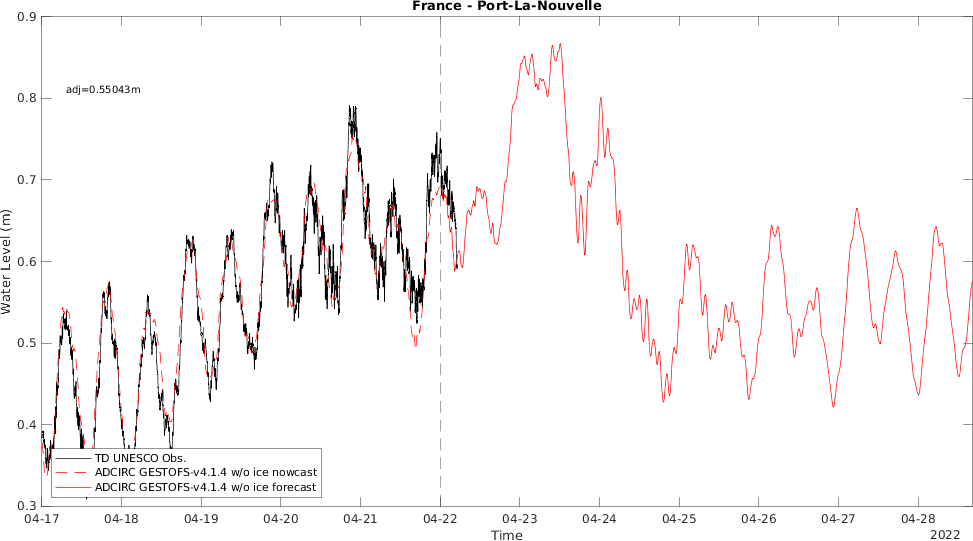 France - Port-La-Nouvelle
0.9
0.8
0.7
0.6
0.5
0.4
0.3
Water Level (m)
adj=0.55043m
TD UNESCO Obs.
ADCIRC GESTOFS-v4.1.4 w/o ice nowcast
ADCIRC GESTOFS-v4.1.4 w/o ice forecast
04-17 04-18 04-19 04-20 04-21 04-22 04-23 04-24 04-25 04-26 04-27 04-28
Time
2022